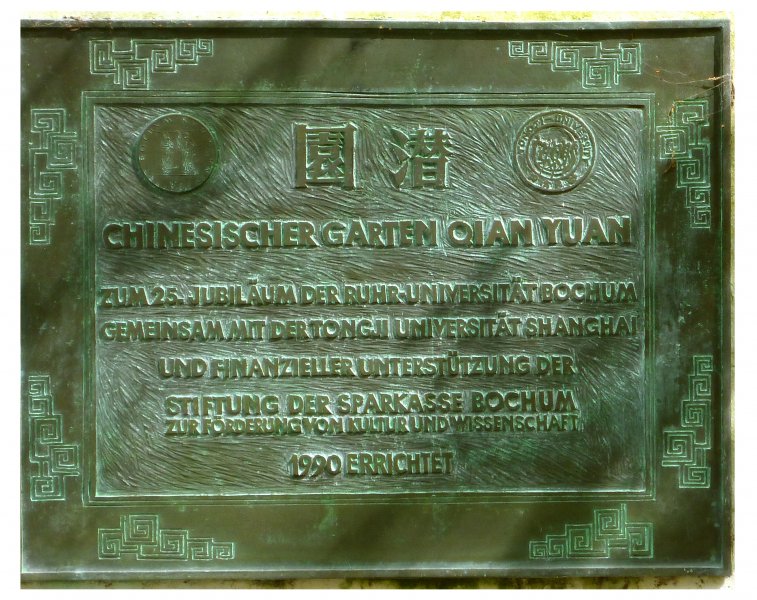 園潛
CHINESISCHER GARTEN QIAN YUAN
ZUM 25. JUBILÄUM DER RUHR-UNIVERSITÄT BOCHUM
GEMEINSAM MIT DER TONGJI UNIVERSITÄT SHANGHAI
UND FINANZIELLER UNTERSTÜTZUNG DER
STIFTUNG DER SPARKASSE BOCHUM
ZUR FÖRDERUNG VON KULTUR UND WISSENSCHAFT
1990 ERRICHTET